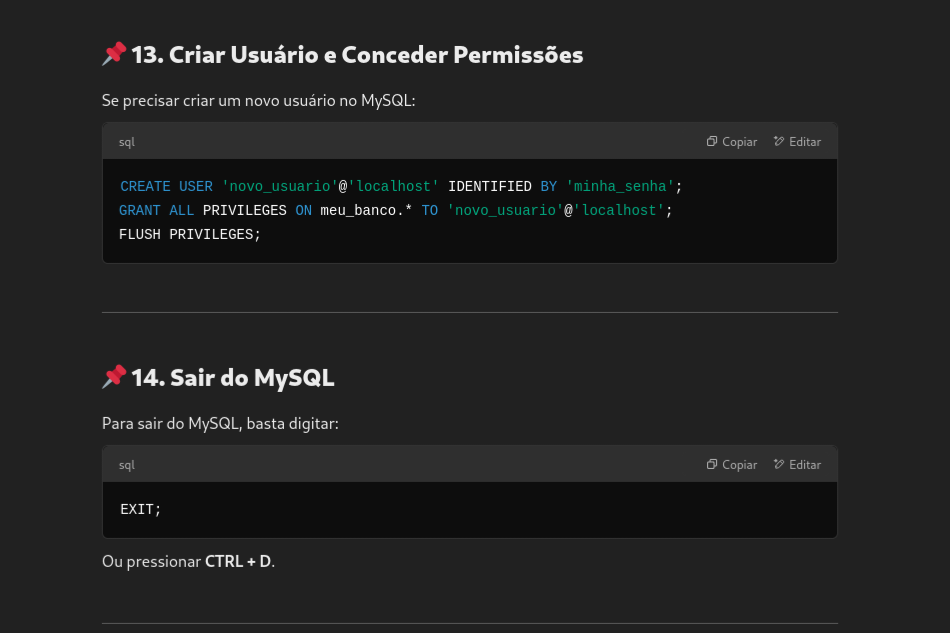 📌 13. Criar Usuário e Conceder Permissões
Se precisar criar um novo usuário no MySQL:
sql Copiar Editar
CREATE USER 'novo_usuario'@'localhost' IDENTIFIED BY 'minha_senha';
GRANT ALL PRIVILEGES ON meu_banco.* TO 'novo_usuario'@'localhost';
FLUSH PRIVILEGES;
📌 14. Sair do MySQL
Para sair do MySQL, basta digitar:
sql Copiar Editar
EXIT;
Ou pressionar CTRL + D.